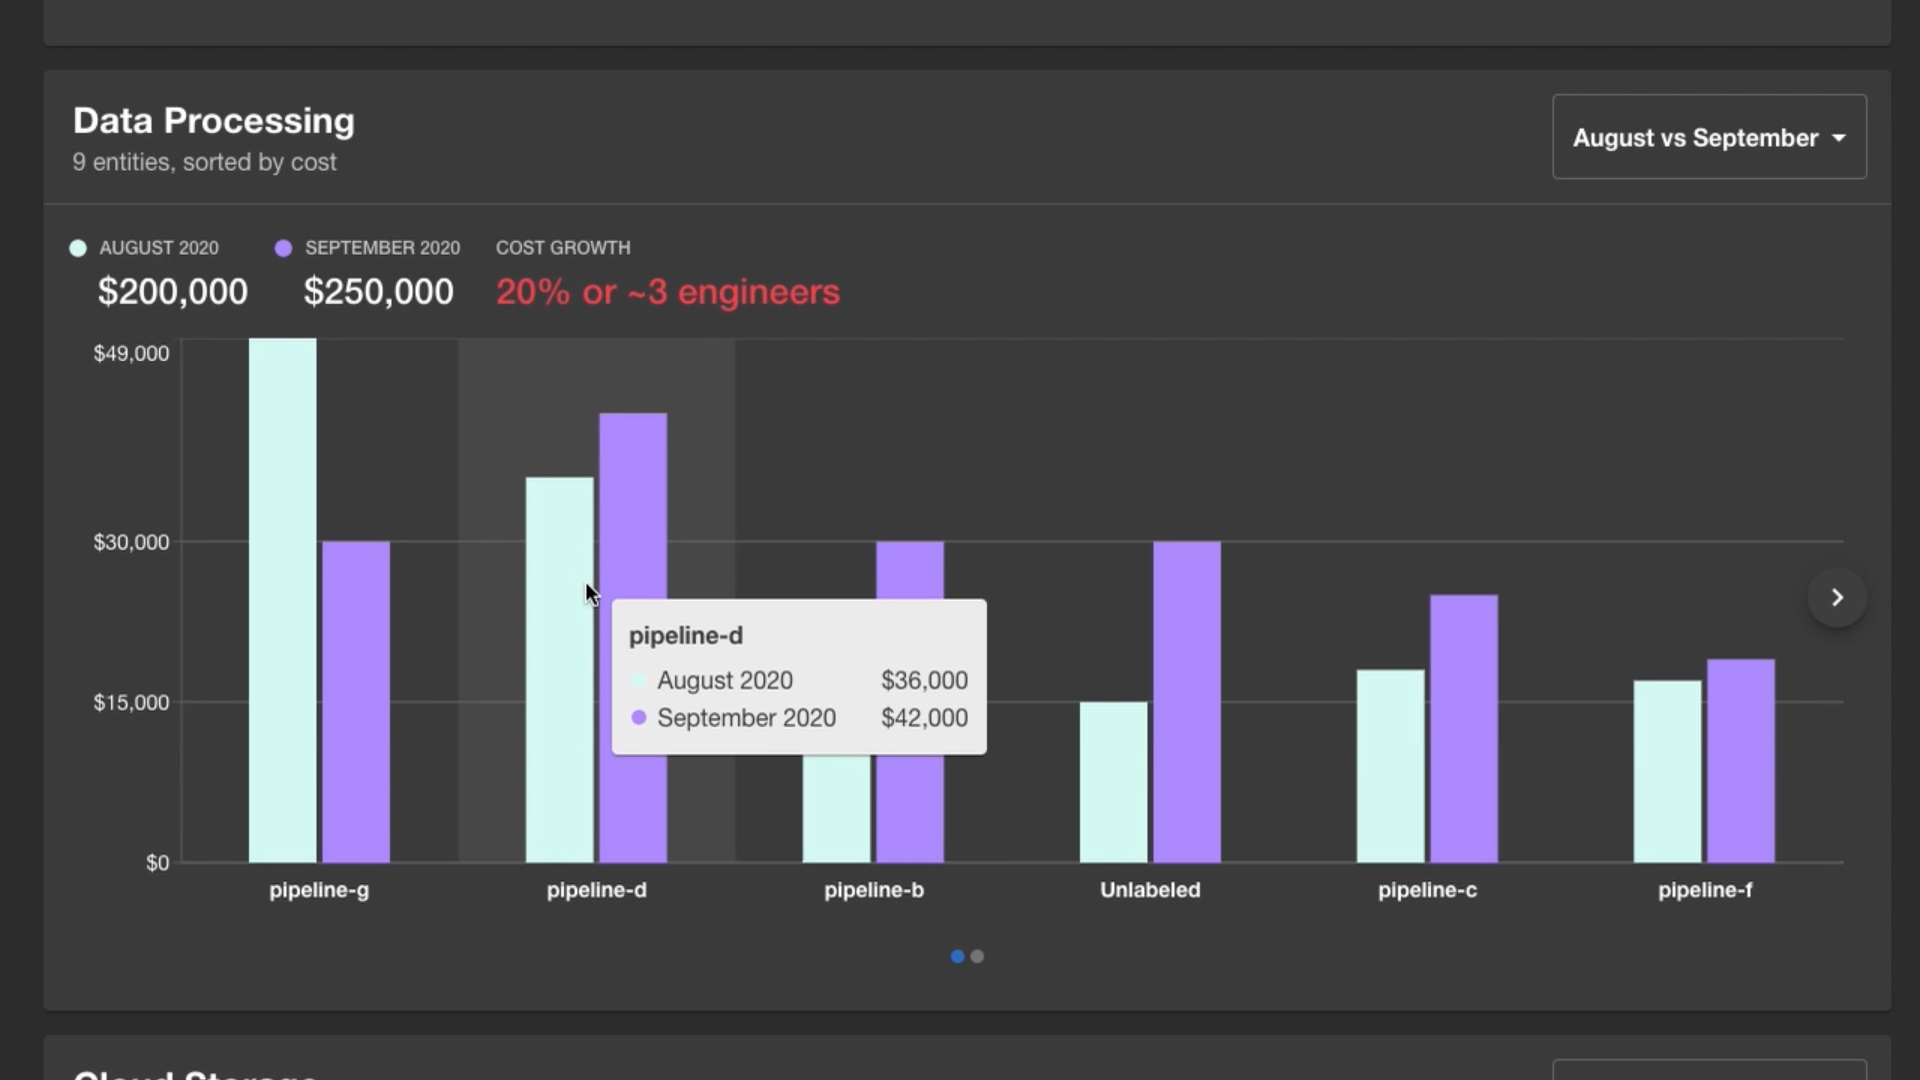 Data Processing
9 entities, sorted by cost
August vs September
AUGUST 2020 SEPTEMBER 2020 COST GROWTH
$200,000 $250,000 20% or ~3 engineers
$49,000
$30,000
$15,000
$0
pipeline-d
August 2020 $36,000
September 2020 $42,000
pipeline-g pipeline-d pipeline-b Unlabeled pipeline-c pipeline-f
Cloud Storage